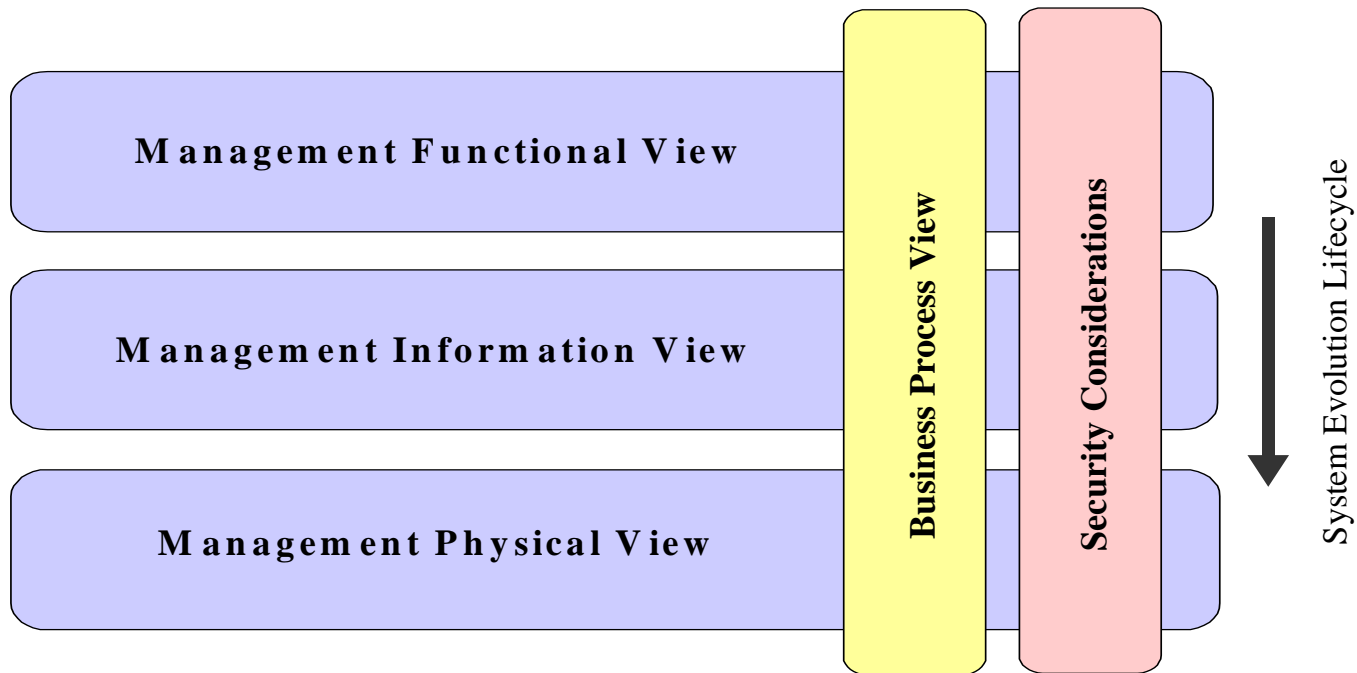 Management Functional View
Management Information View
Management Physical View
Business Process View
Security Considerations
System Evolution Lifecycle